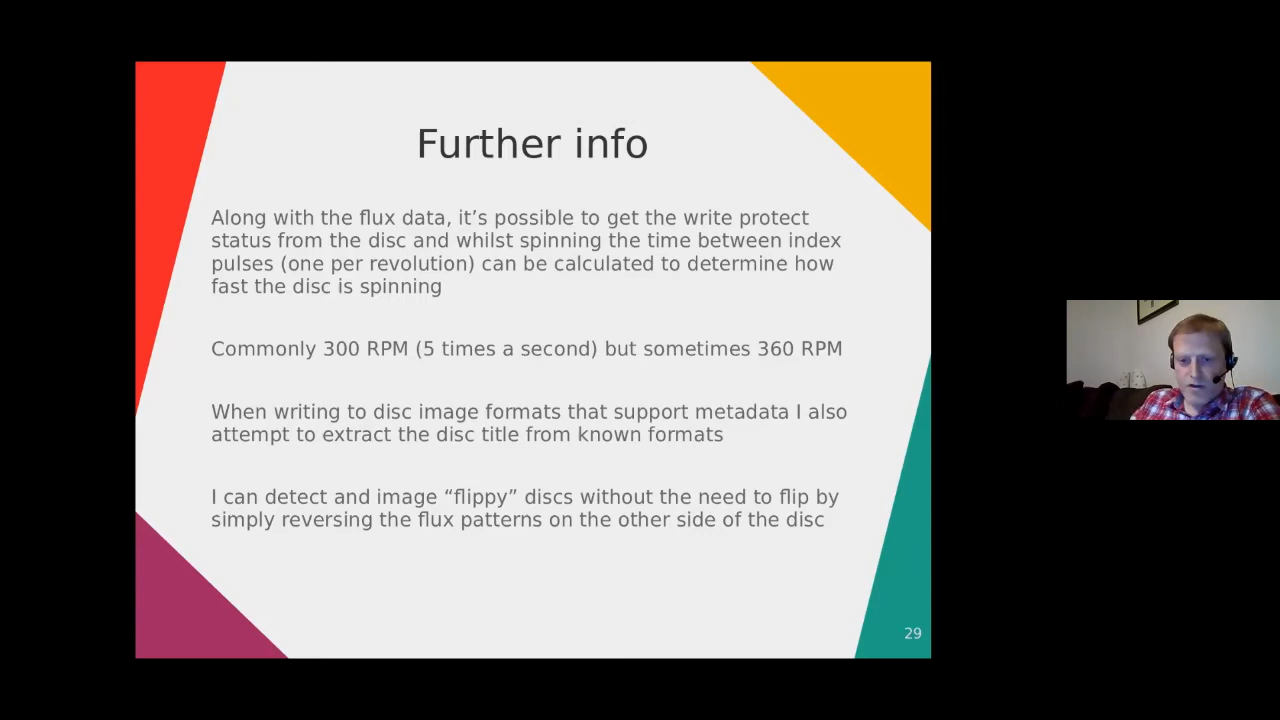 Further info
Along with the flux data, it’s possible to get the write protect
status from the disc and whilst spinning the time between index
pulses (one per revolution) can be calculated to determine how
fast the disc is spinning
Commonly 300 RPM (5 times a second) but sometimes 360 RPM
When writing to disc image formats that support metadata I also
attempt to extract the disc title from known formats
I can detect and image “flippy” discs without the need to flip by
simply reversing the flux patterns on the other side of the disc
29